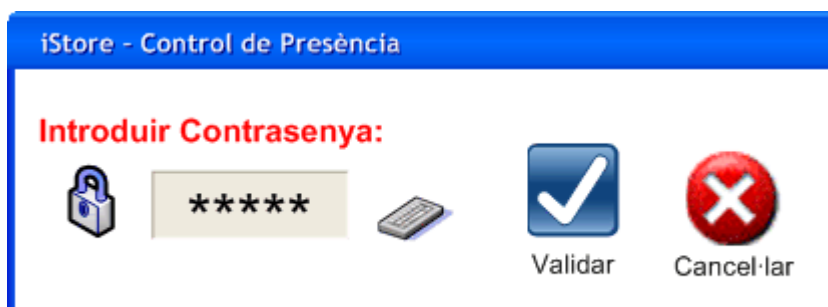 iStore - Control de Presència
Introduir Contrasenya:
*****
Validar
Cancel·lar